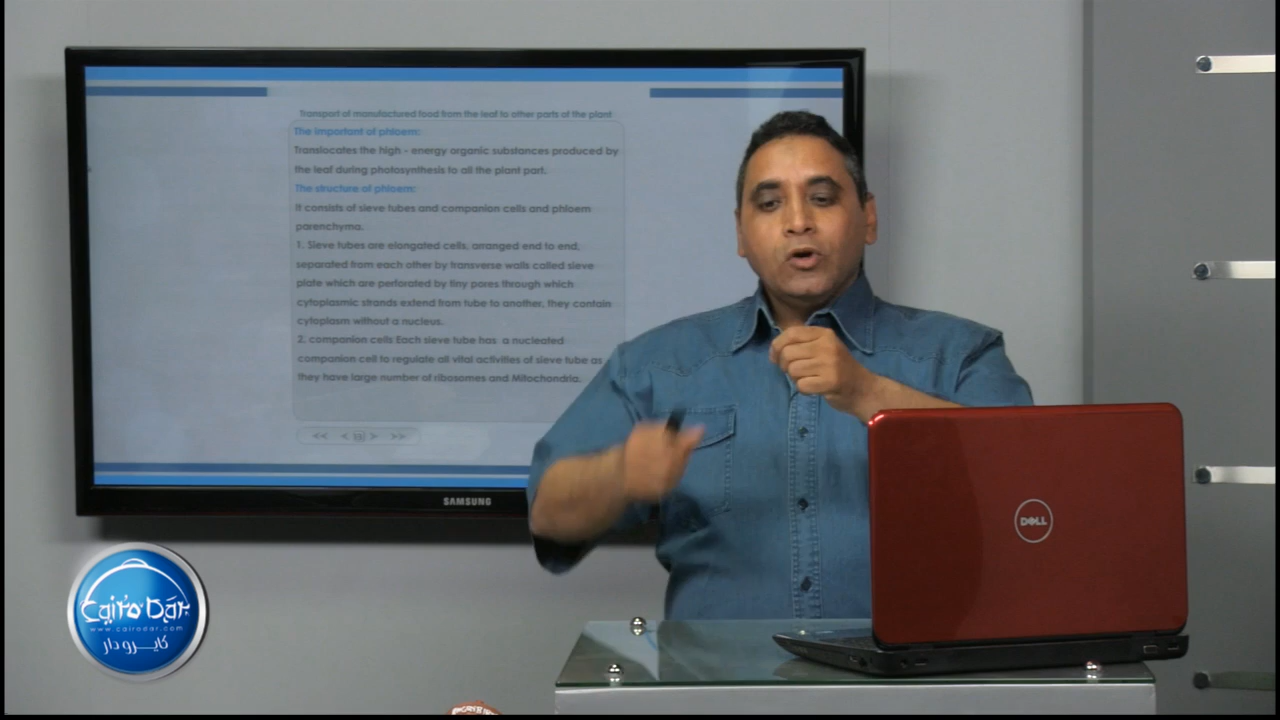 Transport of manufactured food from the leaf to other parts of the plant
The important of phloem:
Translocates the high - energy organic substances produced by
the leaf during photosynthesis to all the plant part.
The structure of phloem:
It consists of sieve tubes and companion cells and phloem
parenchyma.
1. Sieve tubes are elongated cells, arranged end to end,
separated from each other by transverse walls called sieve
plate which are perforated by tiny pores through which
cytoplasmic strands extend from tube to another, they contain
cytoplasm without a nucleus.
2. companion cells Each sieve tube has a nucleated
companion cell to regulate all vital activities of sieve tube as
they have large number of ribosomes and Mitochondria.
SAMSUNG
DELL
Cairo Dar
www.cairodar.com
كايرو دار